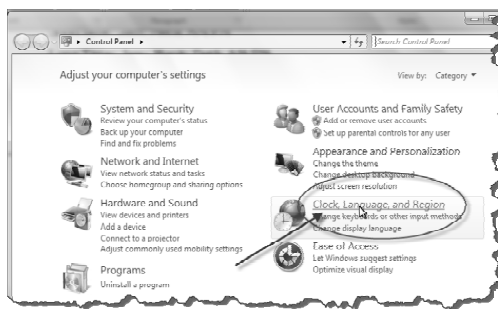 Control Panel
Search Control Panel
Adjust your computer's settings
View by: Category
System and Security
Review your computer's status
Back up your computer
Find and fix problems
Network and Internet
View network status and tasks
Choose homegroup and sharing options
Hardware and Sound
View devices and printers
Add a device
Connect to a projector
Adjust commonly used mobility settings
Programs
Uninstall a program
User Accounts and Family Safety
Add or remove user accounts
Set up parental controls for any user
Appearance and Personalization
Change the theme
Change desktop background
Adjust screen resolution
Clock, Language, and Region
Change keyboards or other input methods
Change display language
Ease of Access
Let Windows suggest settings
Optimize visual display